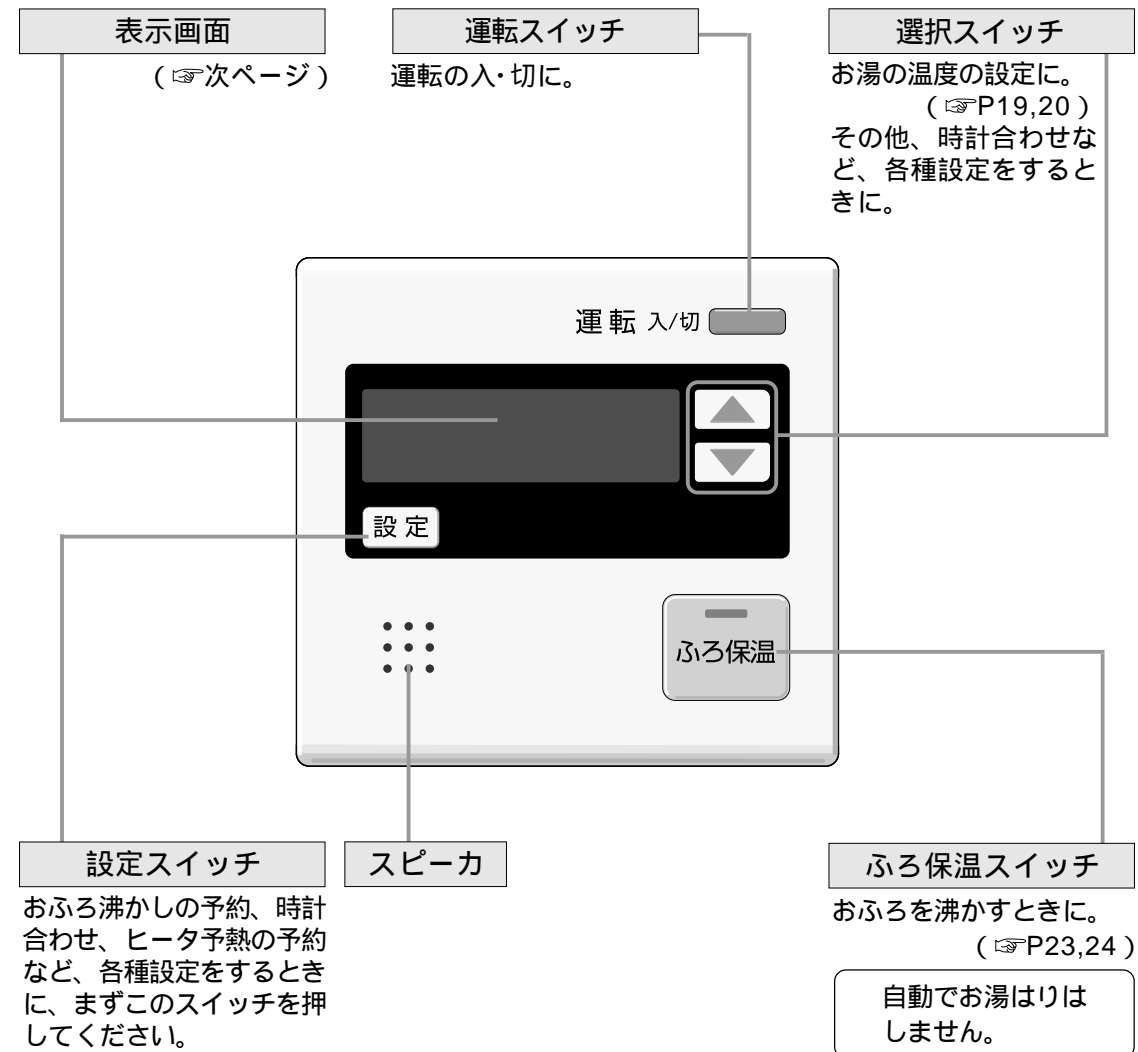 表示画面
(☞次ページ)
運転スイッチ
運転の入・切に。
選択スイッチ
お湯の温度の設定に。
(☞P19,20)
その他、時計合わせな
ど、各種設定をすると
きに。
運転 入/切
設定
ふろ保温
設定スイッチ
おふろ沸かしの予約、時計
合わせ、ヒータ予熱の予約
など、各種設定をするとき
に、まずこのスイッチを押
してください。
スピーカ
ふろ保温スイッチ
おふろを沸かすときに。
(☞P23,24)
自動でお湯はりは
しません。